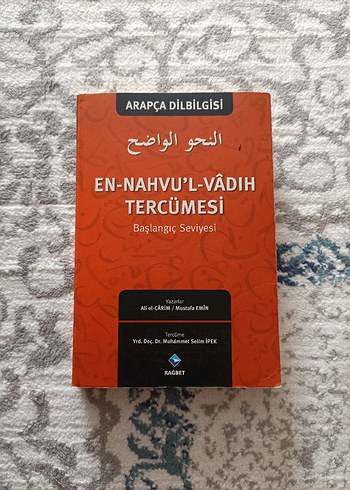 ARAPÇA DİLBİLGİSİ
النحو الواضح
EN-NAHVU'L-VÂDIH
TERCÜMESİ
Başlangıç Seviyesi
Yazarlar
Ali el-CÂRİM / Mustafa EMÎN
Tercüme
Yrd. Doç. Dr. Muhammet Selim İPEK
RAĞBET